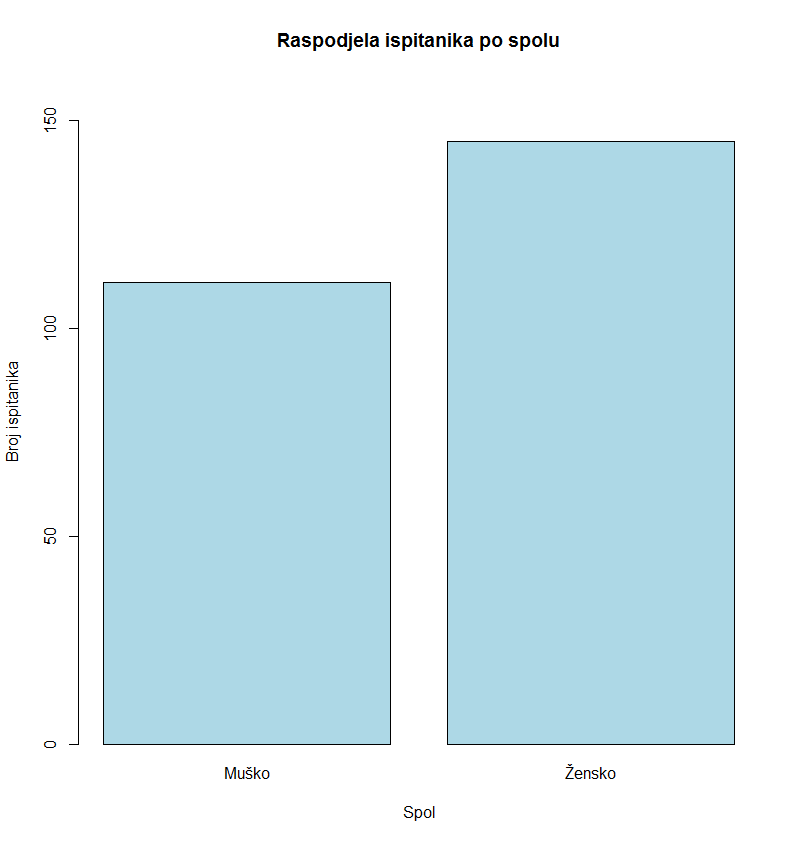 Raspodjela ispitanika po spolu
150
100
50
0
Broj ispitanika
Muško
Žensko
Spol